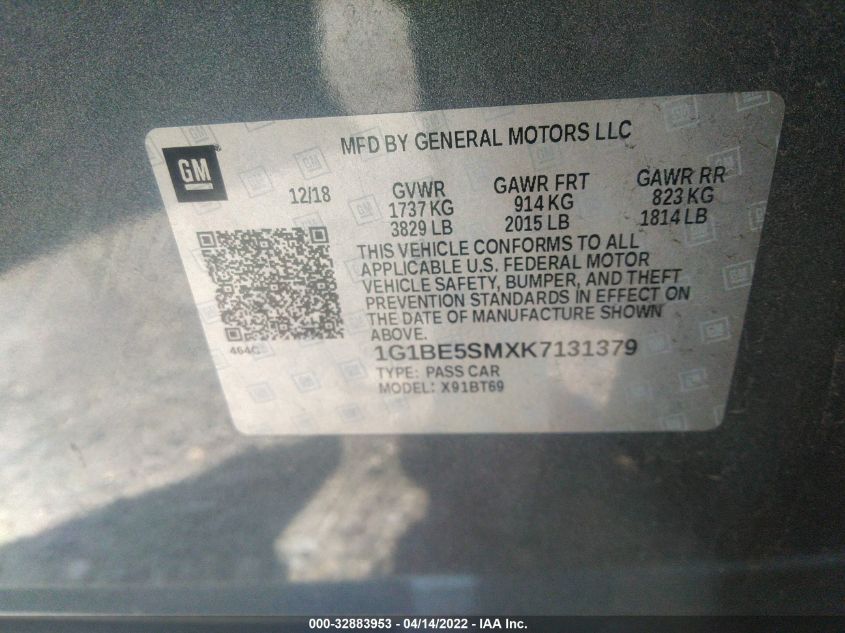 MFD BY GENERAL MOTORS LLC
GM
12/18
GVWR
1737 KG
3829 LB
GAWR FRT
914 KG
2015 LB
GAWR RR
823 KG
1814 LB
THIS VEHICLE CONFORMS TO ALL
APPLICABLE U.S. FEDERAL MOTOR
VEHICLE SAFETY, BUMPER, AND THEFT
PREVENTION STANDARDS IN EFFECT ON
THE DATE OF MANUFACTURE SHOWN
ABOVE.
464C
1G1BE5SMXK7131379
TYPE: PASS CAR
MODEL: X91BT69
000-32883953 - 04/14/2022 - IAA Inc.